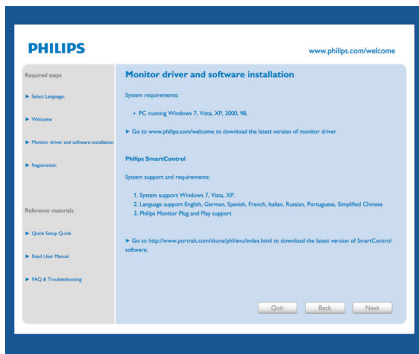 PHILIPS
www.philips.com/welcome
Required steps
Select Language:
Welcome
Monitor driver and software installation
Registration
Reference materials
Quick Setup Guide
Read User Manual
FAQ & Troubleshooting
Monitor driver and software installation
System requirements:
• PC running Windows 7, Vista, XP, 2000, 98.
Go to www.philips.com/welcome to download the latest version of monitor driver
Philips SmartControl
System support and requirements:
1. System support Windows 7, Vista, XP.
2. Language support English, German, Spanish, French, Italian, Russian, Portuguese, Simplified Chinese
3. Philips Monitor Plug and Play support
Go to http://www.portrait.com/dtune/phl/enu/index.html to download the latest version of SmartControl
software.
Quit
Back
Next